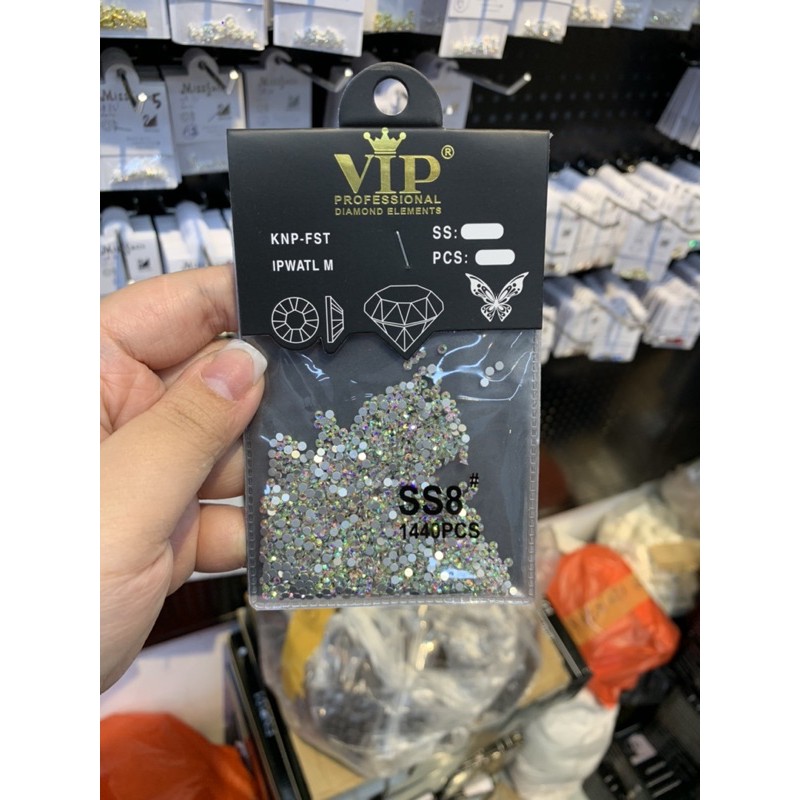 VIP®
PROFESSIONAL
DIAMOND ELEMENTS
KNP-FST
SS:
IPWATL M
PCS:
SS8#
1440PCS